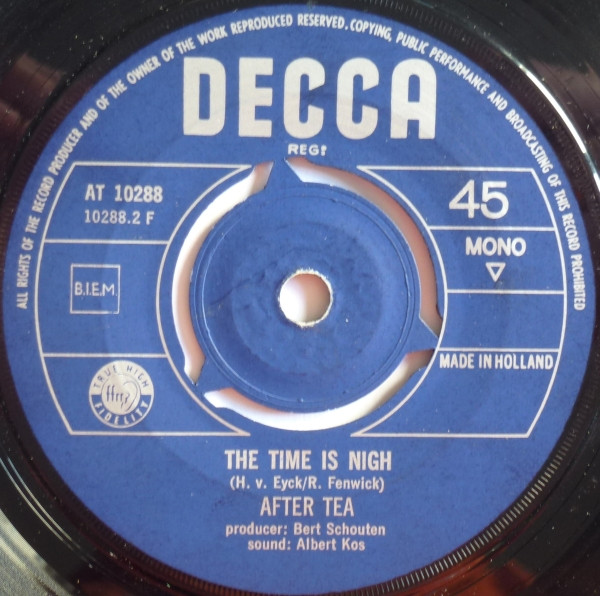 ALL RIGHTS OF THE RECORD PRODUCER AND OF THE OWNER OF THE WORK REPRODUCED RESERVED. COPYING, PUBLIC PERFORMANCE AND BROADCASTING OF THIS RECORD PROHIBITED
DECCA
REGD
AT 10288
10288.2 F
45
MONO
B.I.E.M.
MADE IN HOLLAND
TRUE HIGH
ffrr
FIDELITY
THE TIME IS NIGH
(H. v. Eyck/R. Fenwick)
AFTER TEA
producer: Bert Schouten
sound: Albert Kos